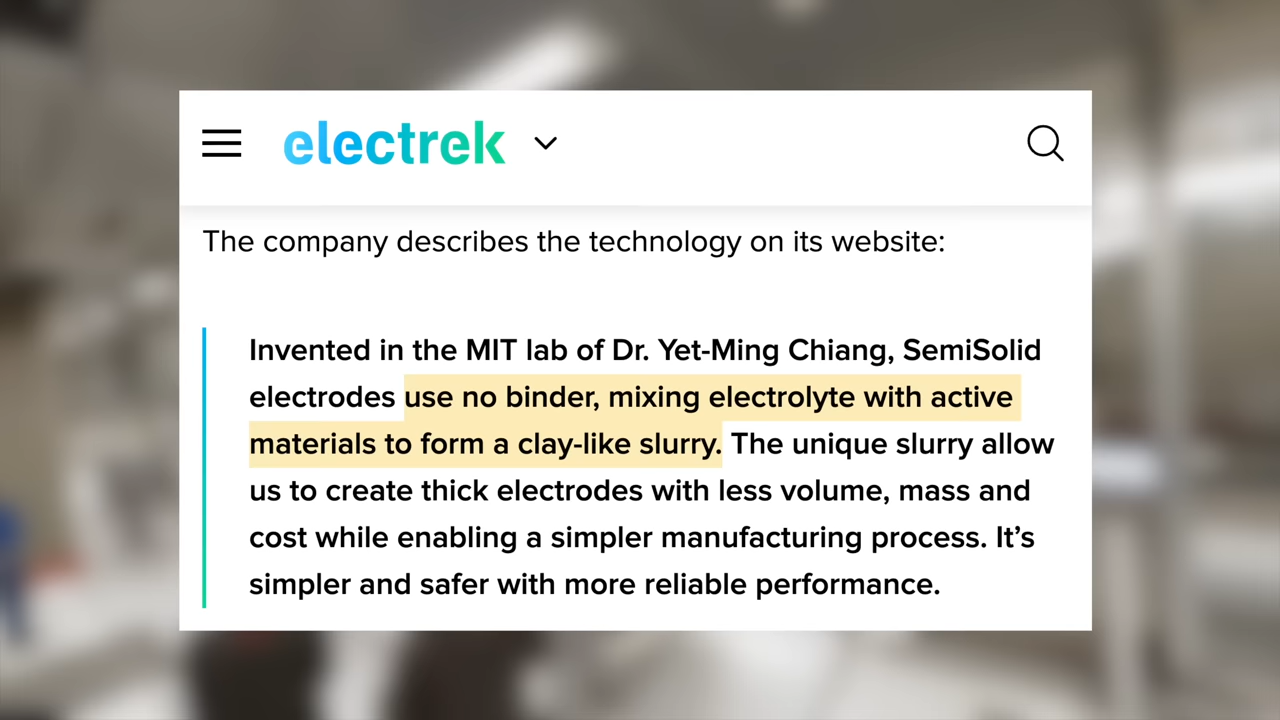 electrek
The company describes the technology on its website:
Invented in the MIT lab of Dr. Yet-Ming Chiang, SemiSolid
electrodes use no binder, mixing electrolyte with active
materials to form a clay-like slurry. The unique slurry allow
us to create thick electrodes with less volume, mass and
cost while enabling a simpler manufacturing process. It’s
simpler and safer with more reliable performance.